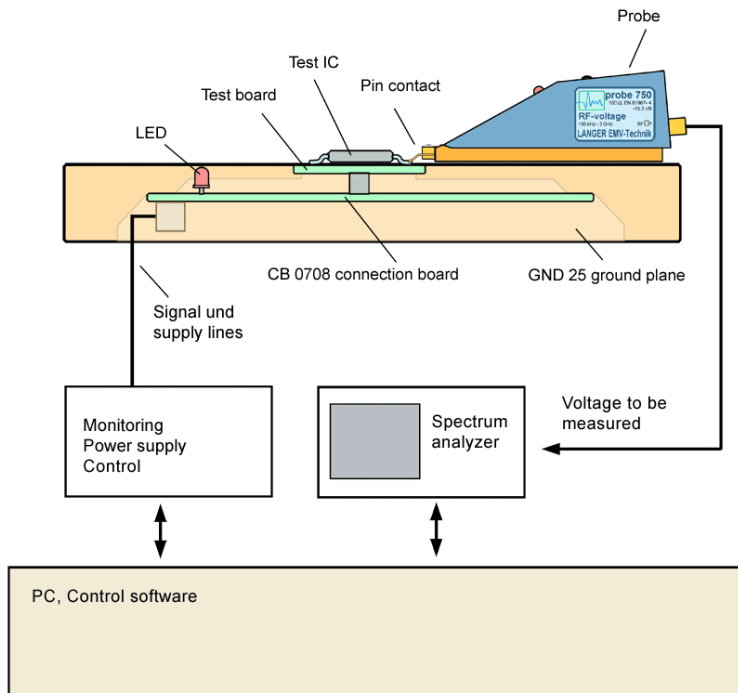 Probe
Test IC
Pin contact
Test board
LED
probe 750
RF-voltage
LANGER EMV-Technik
CB 0708 connection board
GND 25 ground plane
Signal und
supply lines
Monitoring
Power supply
Control
Spectrum
analyzer
Voltage to be
measured
PC, Control software